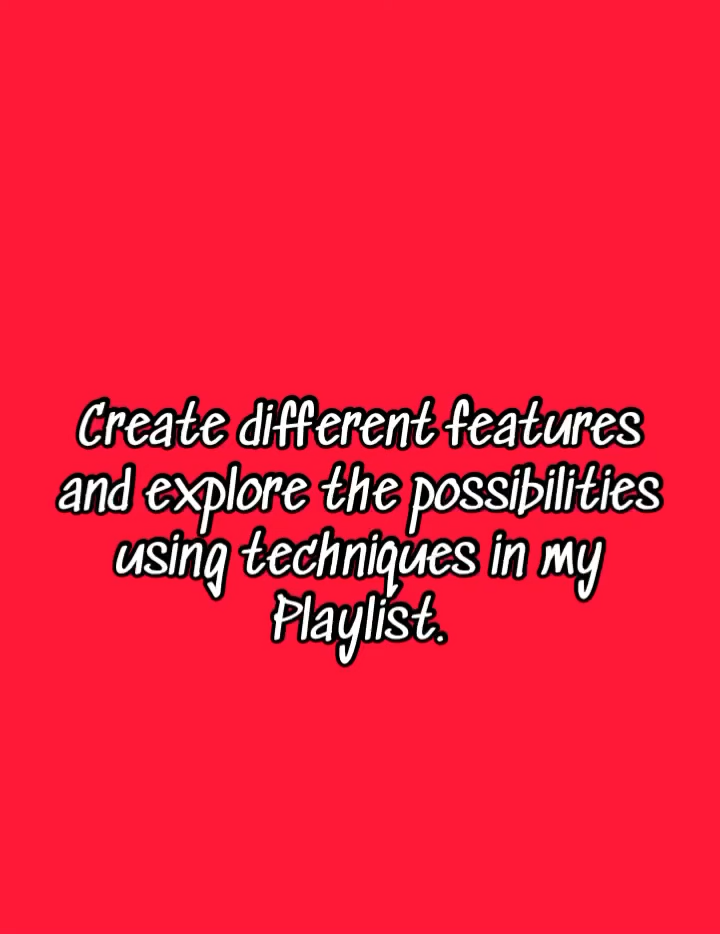 Create different features
and explore the possibilities
using techniques in my
Playlist.